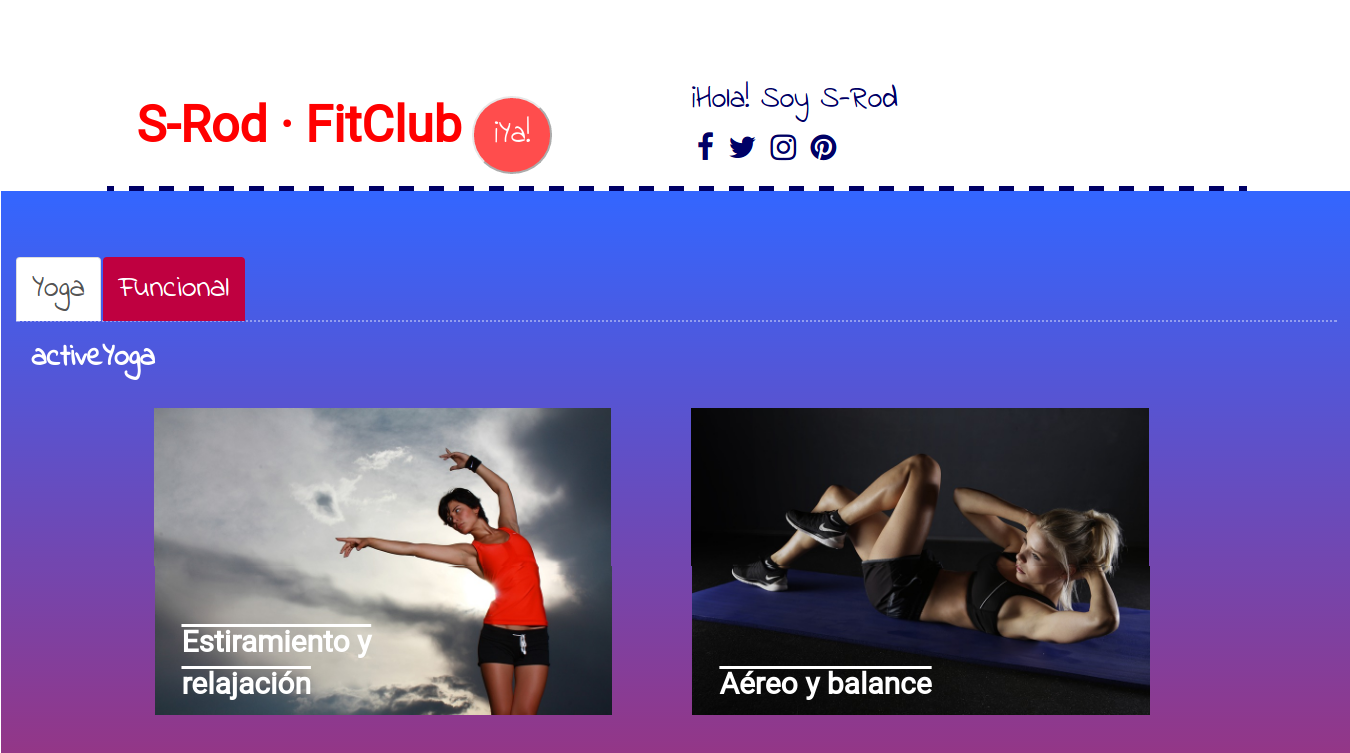 S-Rod · FitClub
¡Ya!
¡Hola! Soy S-Rod
Yoga
Funcional
activeYoga
Estiramiento y
relajación
Aéreo y balance